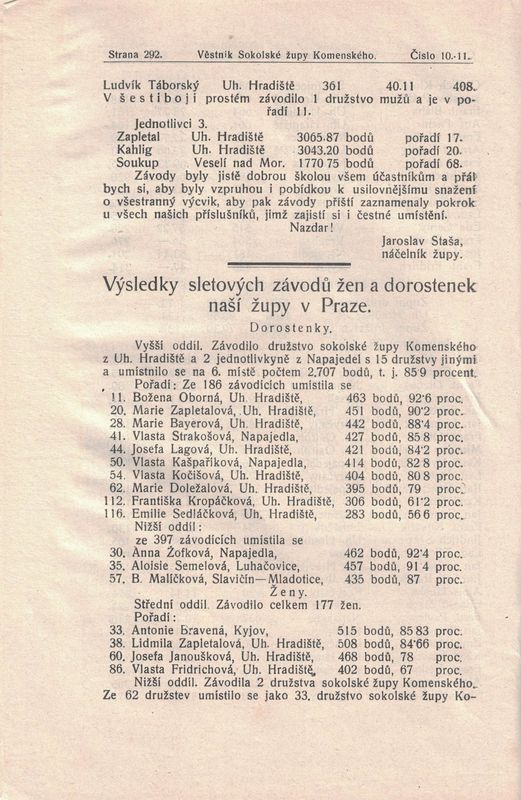 Strana 292. Věstník Sokolské župy Komenského. Číslo 10.-11.
Ludvík Táborský Uh. Hradiště 361 40.11 408.
V šestiboji prostém závodilo 1 družstvo mužů a je v po-
řadí 11.
Jednotlivci 3.
Zapletal Uh. Hradiště 3065.87 bodů pořadí 17.
Kahlig Uh. Hradiště 3043.20 bodů pořadí 20.
Soukup Veselí nad Mor. 1770 75 bodů pořadí 68.
Závody byly jistě dobrou školou všem účastníkům a přál
bych si, aby byly vzpruhou i pobídkou k usilovnějšímu snažení
o všestranný výcvik, aby pak závody příští zaznamenaly pokrok
u všech našich příslušníků, jimž zajistí si i čestné umístění.
Nazdar!
Jaroslav Staša,
náčelník župy.
Výsledky sletových závodů žen a dorostenek
naší župy v Praze.
Dorostenky.
Vyšší oddíl. Závodilo družstvo sokolské župy Komenského
z Uh. Hradiště a 2 jednotlivkyně z Napajedel s 15 družstvy jinými
a umístnilo se na 6. místě počtem 2,707 bodů, t. j. 85·9 procent.
Pořadí: Ze 186 závodících umístila se
11. Božena Oborná, Uh. Hradiště, 463 bodů, 92·6 proc.
20. Marie Zapletalová, Uh. Hradiště, 451 bodů, 90·2 proc.
28. Marie Bayerová, Uh. Hradiště, 442 bodů, 88·4 proc.
41. Vlasta Strakošová, Napajedla, 427 bodů, 85 8 proc.
44. Josefa Lagová, Uh. Hradiště, 421 bodů, 84·2 proc.
50. Vlasta Kašpaříková, Napajedla, 414 bodů, 82 8 proc.
54. Vlasta Kočišová, Uh. Hradiště, 404 bodů, 80 8 proc.
62. Marie Doležalová, Uh. Hradiště, 395 bodů, 79 proc.
112. Františka Kropáčková, Uh. Hradiště, 306 bodů, 61·2 proc.
116. Emilie Sedláčková, Uh. Hradiště, 283 bodů, 56 6 proc.
Nižší oddíl:
ze 397 závodících umístila se
30. Anna Žofková, Napajedla, 462 bodů, 92·4 proc.
35. Aloisie Semelová, Luhačovice, 457 bodů, 91 4 proc.
57. B. Malíčková, Slavičín—Mladotice, 435 bodů, 87 proc.
Ženy.
Střední oddíl. Závodilo celkem 177 žen.
Pořadí:
33. Antonie Bravená, Kyjov, 515 bodů, 85 83 proc.
38. Lidmila Zapletalová, Uh. Hradiště, 508 bodů, 84·66 proc.
60. Josefa Janoušková, Uh. Hradiště, 468 bodů, 78 proc.
86. Vlasta Fridrichová, Uh. Hradiště, 402 bodů, 67 proc.
Nižší oddíl. Závodila 2 družstva sokolské župy Komenského.
Ze 62 družstev umístilo se jako 33. družstvo sokolské župy Ko-